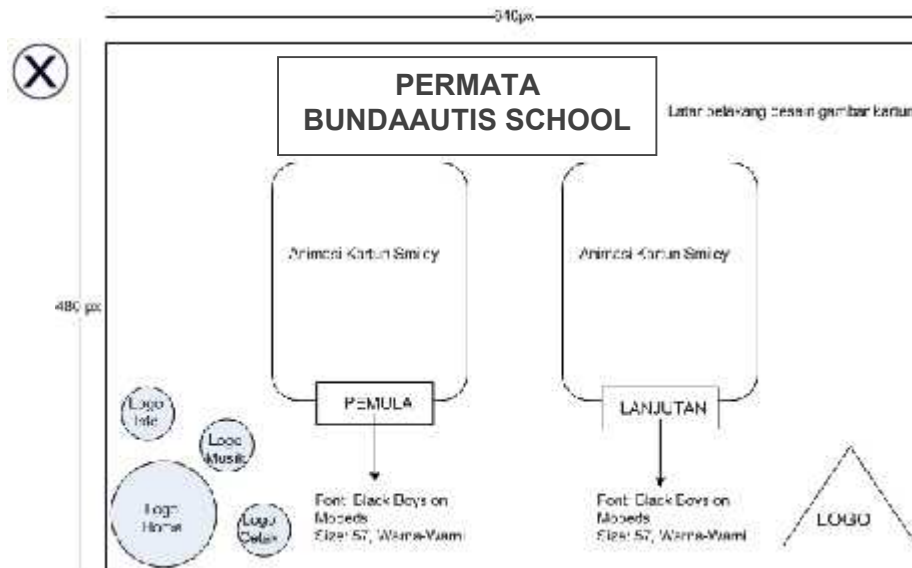 640px
X
PERMATA
BUNDAAUTIS SCHOOL
Latar belakang desain gambar kartun
Animasi Kartun Smiley
Animasi Kartun Smiley
480 px
PEMULA
LANJUTAN
Logo
Info
Logo
Musik
Logo
Home
Logo
Font: Black Boys on
Mopeds
Size: 57, Warna-Warni
Font: Black Boys on
Mopeds
Size: 57, Warna-Warni
LOGO